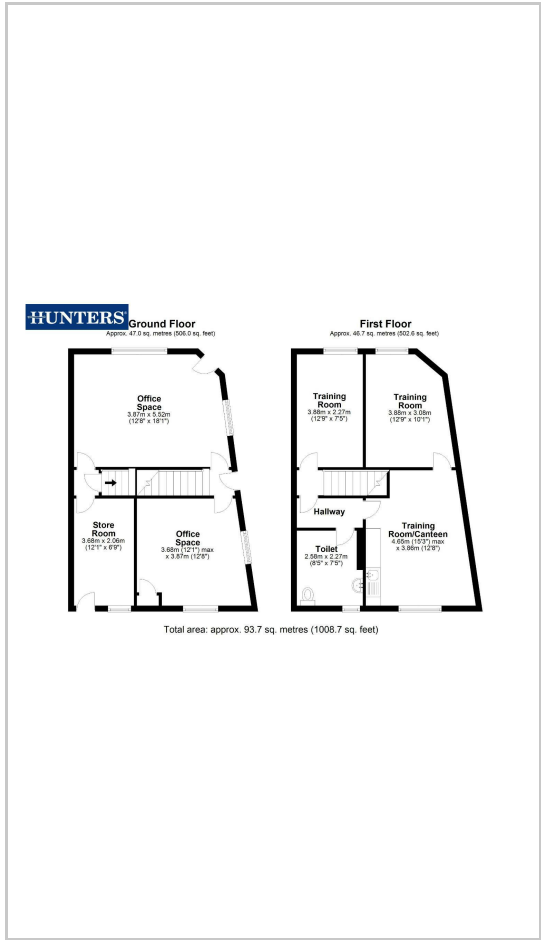 HUNTERS®
Ground Floor
Approx. 47.0 sq. metres (506.0 sq. feet)
Office
Space
3.87m x 5.52m
(12'8" x 18'1")
Store
Room
3.68m x 2.06m
(12'1" x 6'9")
Office
Space
3.68m (12'1") max
x 3.87m (12'8")
First Floor
Approx. 46.7 sq. metres (502.6 sq. feet)
Training
Room
3.88m x 2.27m
(12'9" x 7'5")
Training
Room
3.88m x 3.08m
(12'9" x 10'1")
Hallway
Toilet
2.58m x 2.27m
(8'5" x 7'5")
Training
Room/Canteen
4.65m (15'3") max
x 3.86m (12'8")
Total area: approx. 93.7 sq. metres (1008.7 sq. feet)